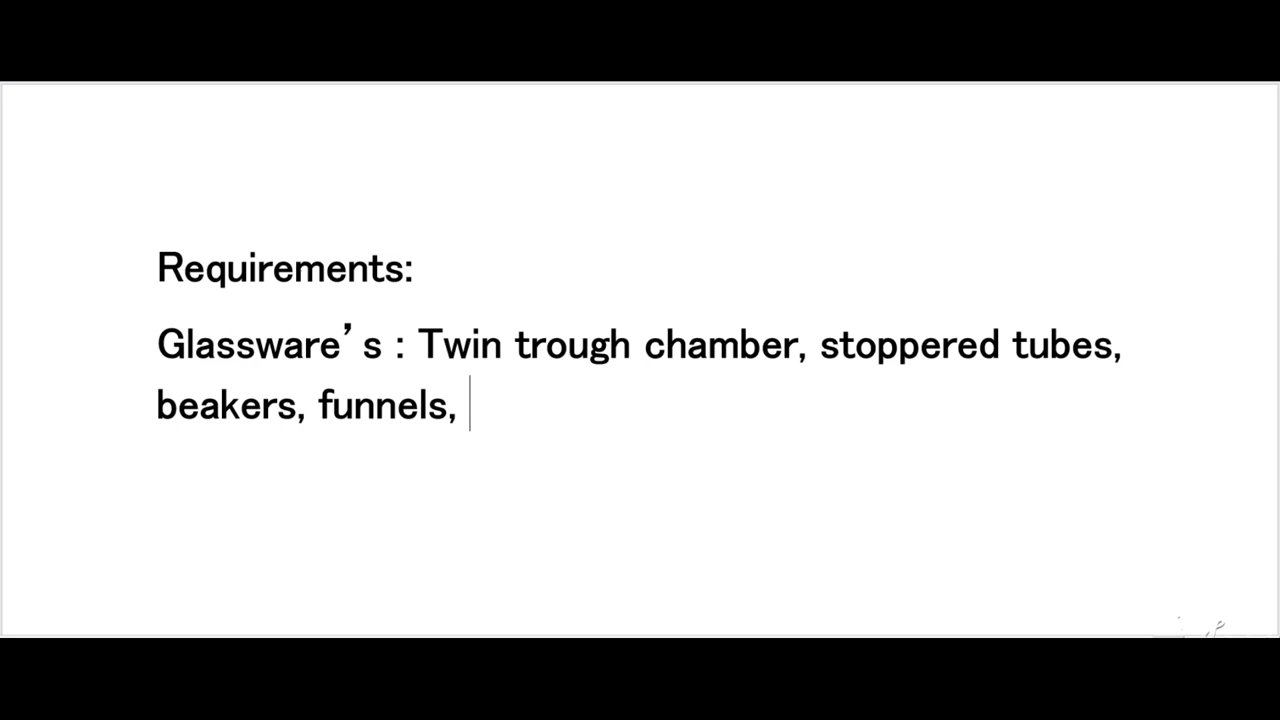 Requirements:
Glassware’s : Twin trough chamber, stoppered tubes,
beakers, funnels,